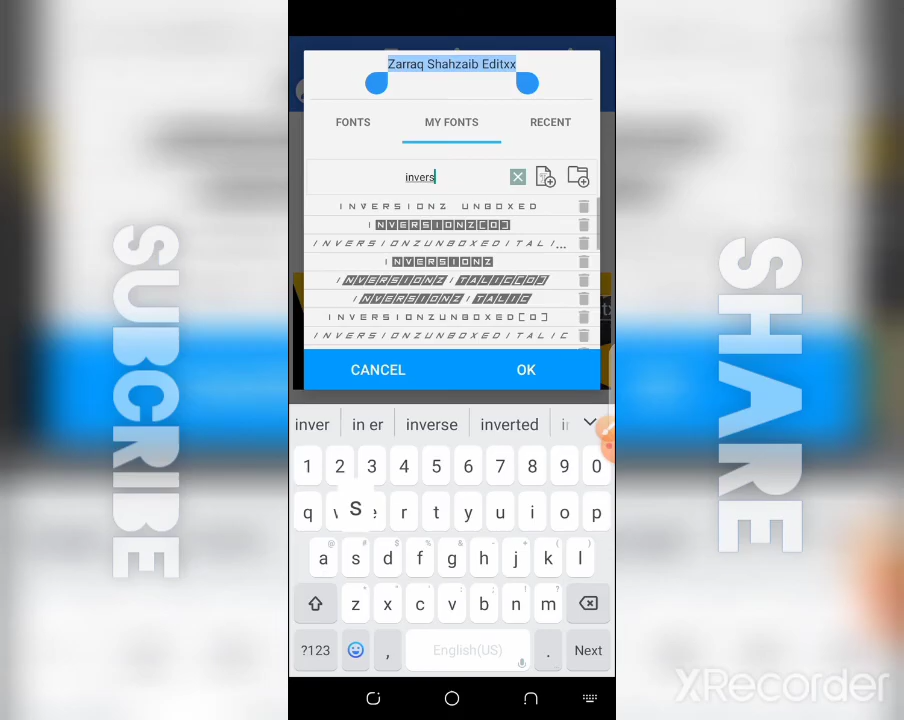 Zarraq Shahzaib Editxx
FONTS MY FONTS RECENT
invers
INVERSIONZ UNBOXED
INVERSIONZ[O]
INVERSIONZUNBOXEDITALI...
INVERSIONZ
INVERSIONZ ITALIC[O]
INVERSIONZ ITALIC
INVERSIONZUNBOXED[O]
INVERSIONZUNBOXEDITALIC
CANCEL OK
inver in er inverse inverted
1 2 3 4 5 6 7 8 9 0
q s r t y u i o p
@ # $ % & - + ( )
a s d f g h j k l
z x c v b n m
?123 , English(US) . Next
SUBCRIBE
SHARE
XRecorder